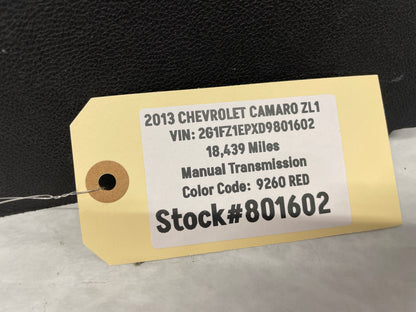 2013 CHEVROLET CAMARO ZL1
VIN: 2G1FZ1EPXD9801602
18,439 Miles
Manual Transmission
Color Code: 9260 RED
Stock#801602